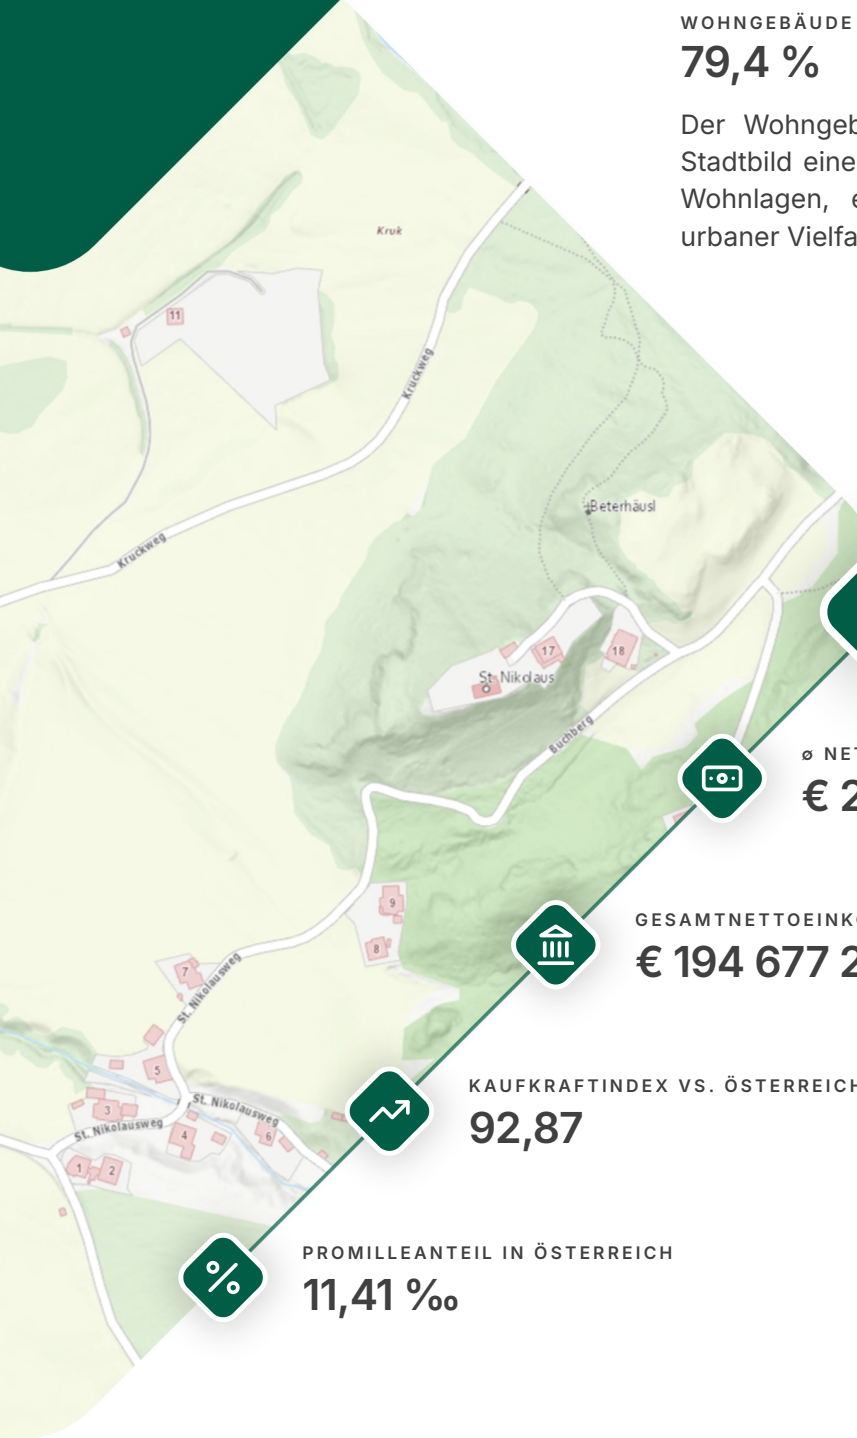 WOHNGEBÄUDE
79,4 %
Der Wohngeb
Stadtbild eine
Wohnlagen, e
urbaner Vielfa
Kruk
11
Kruckweg
Beterhäusl
Kruckweg
17
18
St. Nikolaus
Buchberg
ø NET
€ 2
9
GESAMTNETTOEINKO
€ 194 677 2
8
7
St. Nikolausweg
5
KAUFKRAFTINDEX VS. ÖSTERREICH
92,87
St. Nikolausweg
3
St. Nikolausweg
4
6
1
2
PROMILLEANTEIL IN ÖSTERREICH
11,41 ‰